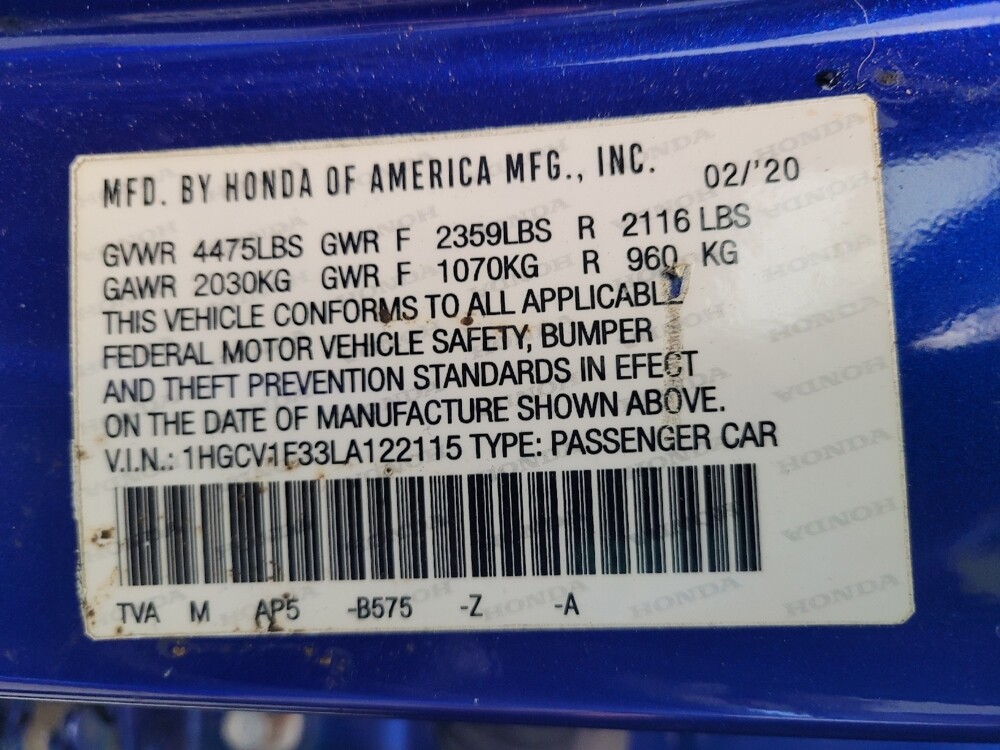 MFD. BY HONDA OF AMERICA MFG., INC. 02/'20
GVWR 4475LBS GWR F 2359LBS R 2116 LBS
GAWR 2030KG GWR F 1070KG R 960 KG
THIS VEHICLE CONFORMS TO ALL APPLICABLE
FEDERAL MOTOR VEHICLE SAFETY, BUMPER
AND THEFT PREVENTION STANDARDS IN EFECT
ON THE DATE OF MANUFACTURE SHOWN ABOVE.
V.I.N.: 1HGCV1F33LA122115 TYPE: PASSENGER CAR
TVA M AP5 -B575 -Z -A